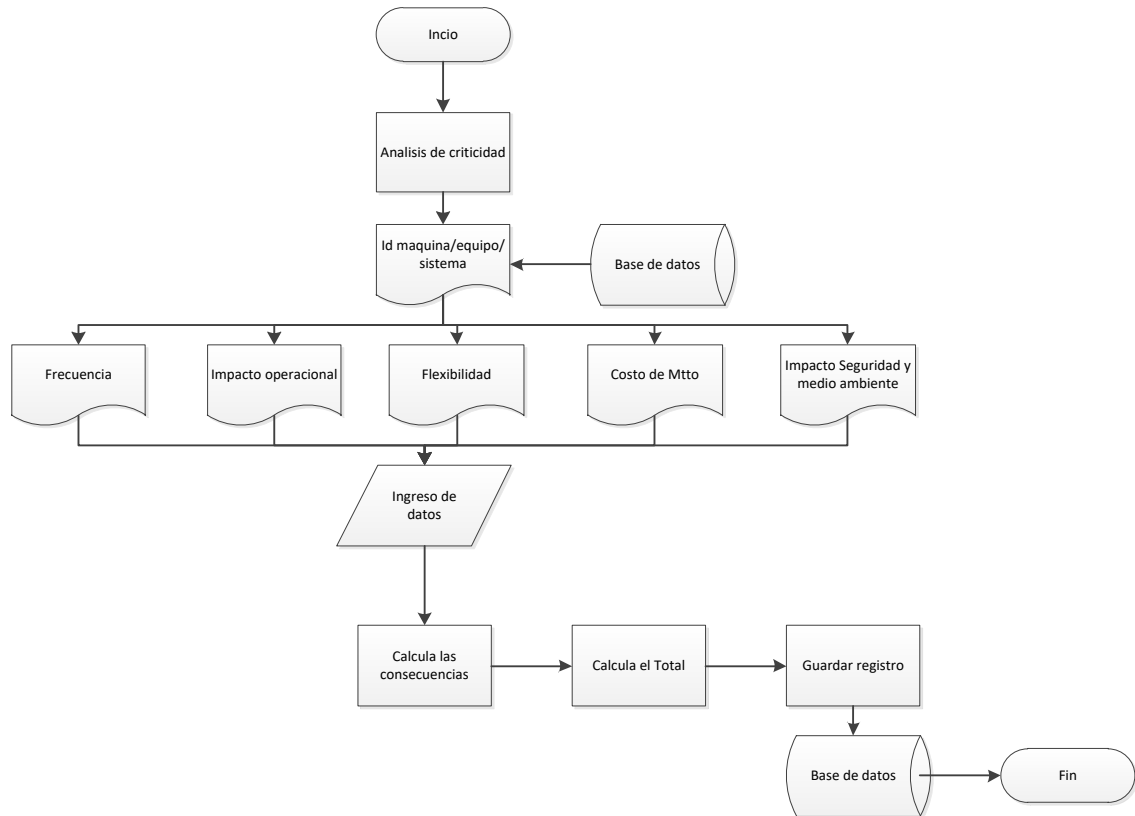 Incio
Analisis de criticidad
Id maquina/equipo/
sistema
Base de datos
Frecuencia
Impacto operacional
Flexibilidad
Costo de Mtto
Impacto Seguridad y
medio ambiente
Ingreso de
datos
Calcula las
consecuencias
Calcula el Total
Guardar registro
Base de datos
Fin